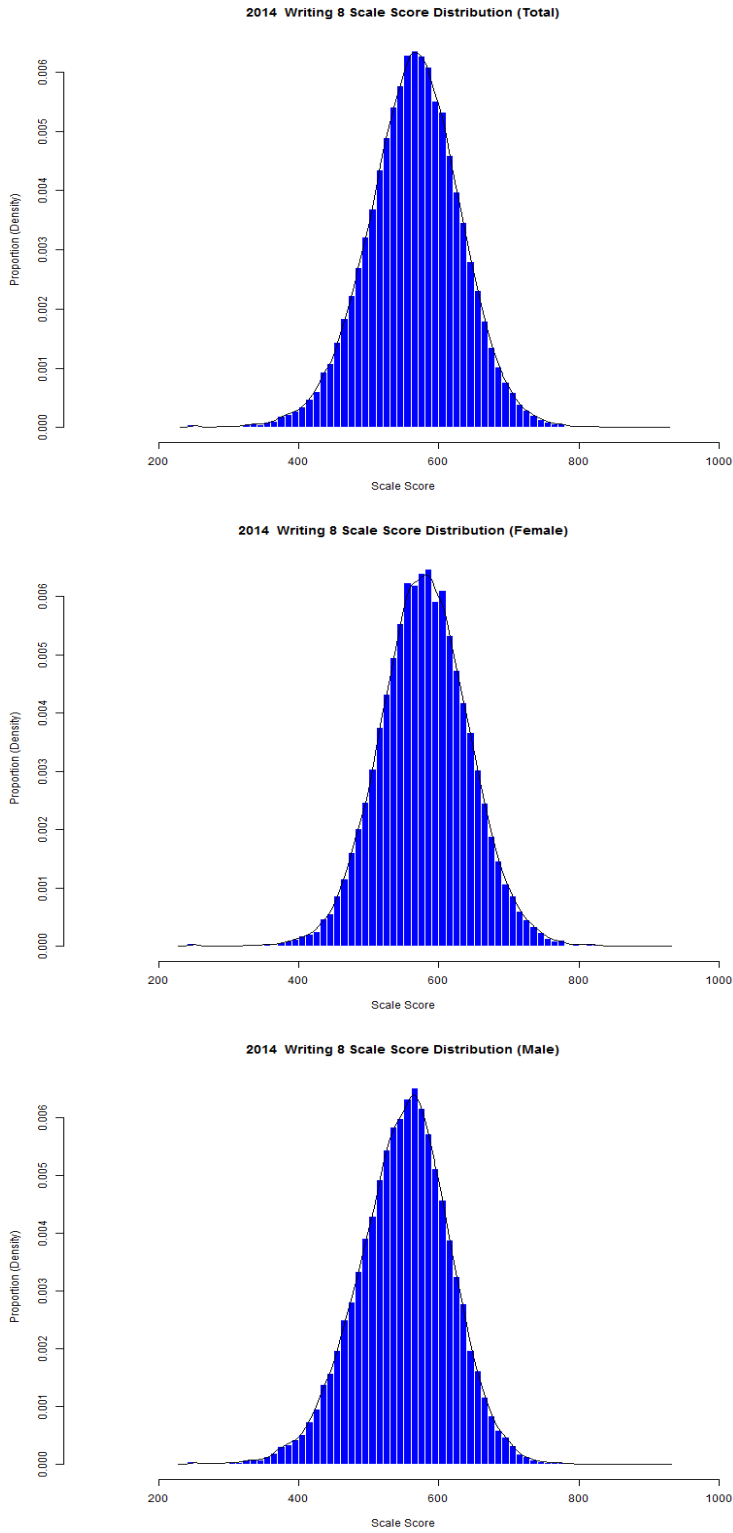 2014 Writing 8 Scale Score Distribution (Total)
Proportion (Density)
0.006
0.005
0.004
0.003
0.002
0.001
0.000
200 400 600 800 1000
Scale Score
2014 Writing 8 Scale Score Distribution (Female)
Proportion (Density)
0.006
0.005
0.004
0.003
0.002
0.001
0.000
200 400 600 800 1000
Scale Score
2014 Writing 8 Scale Score Distribution (Male)
Proportion (Density)
0.006
0.005
0.004
0.003
0.002
0.001
0.000
200 400 600 800 1000
Scale Score